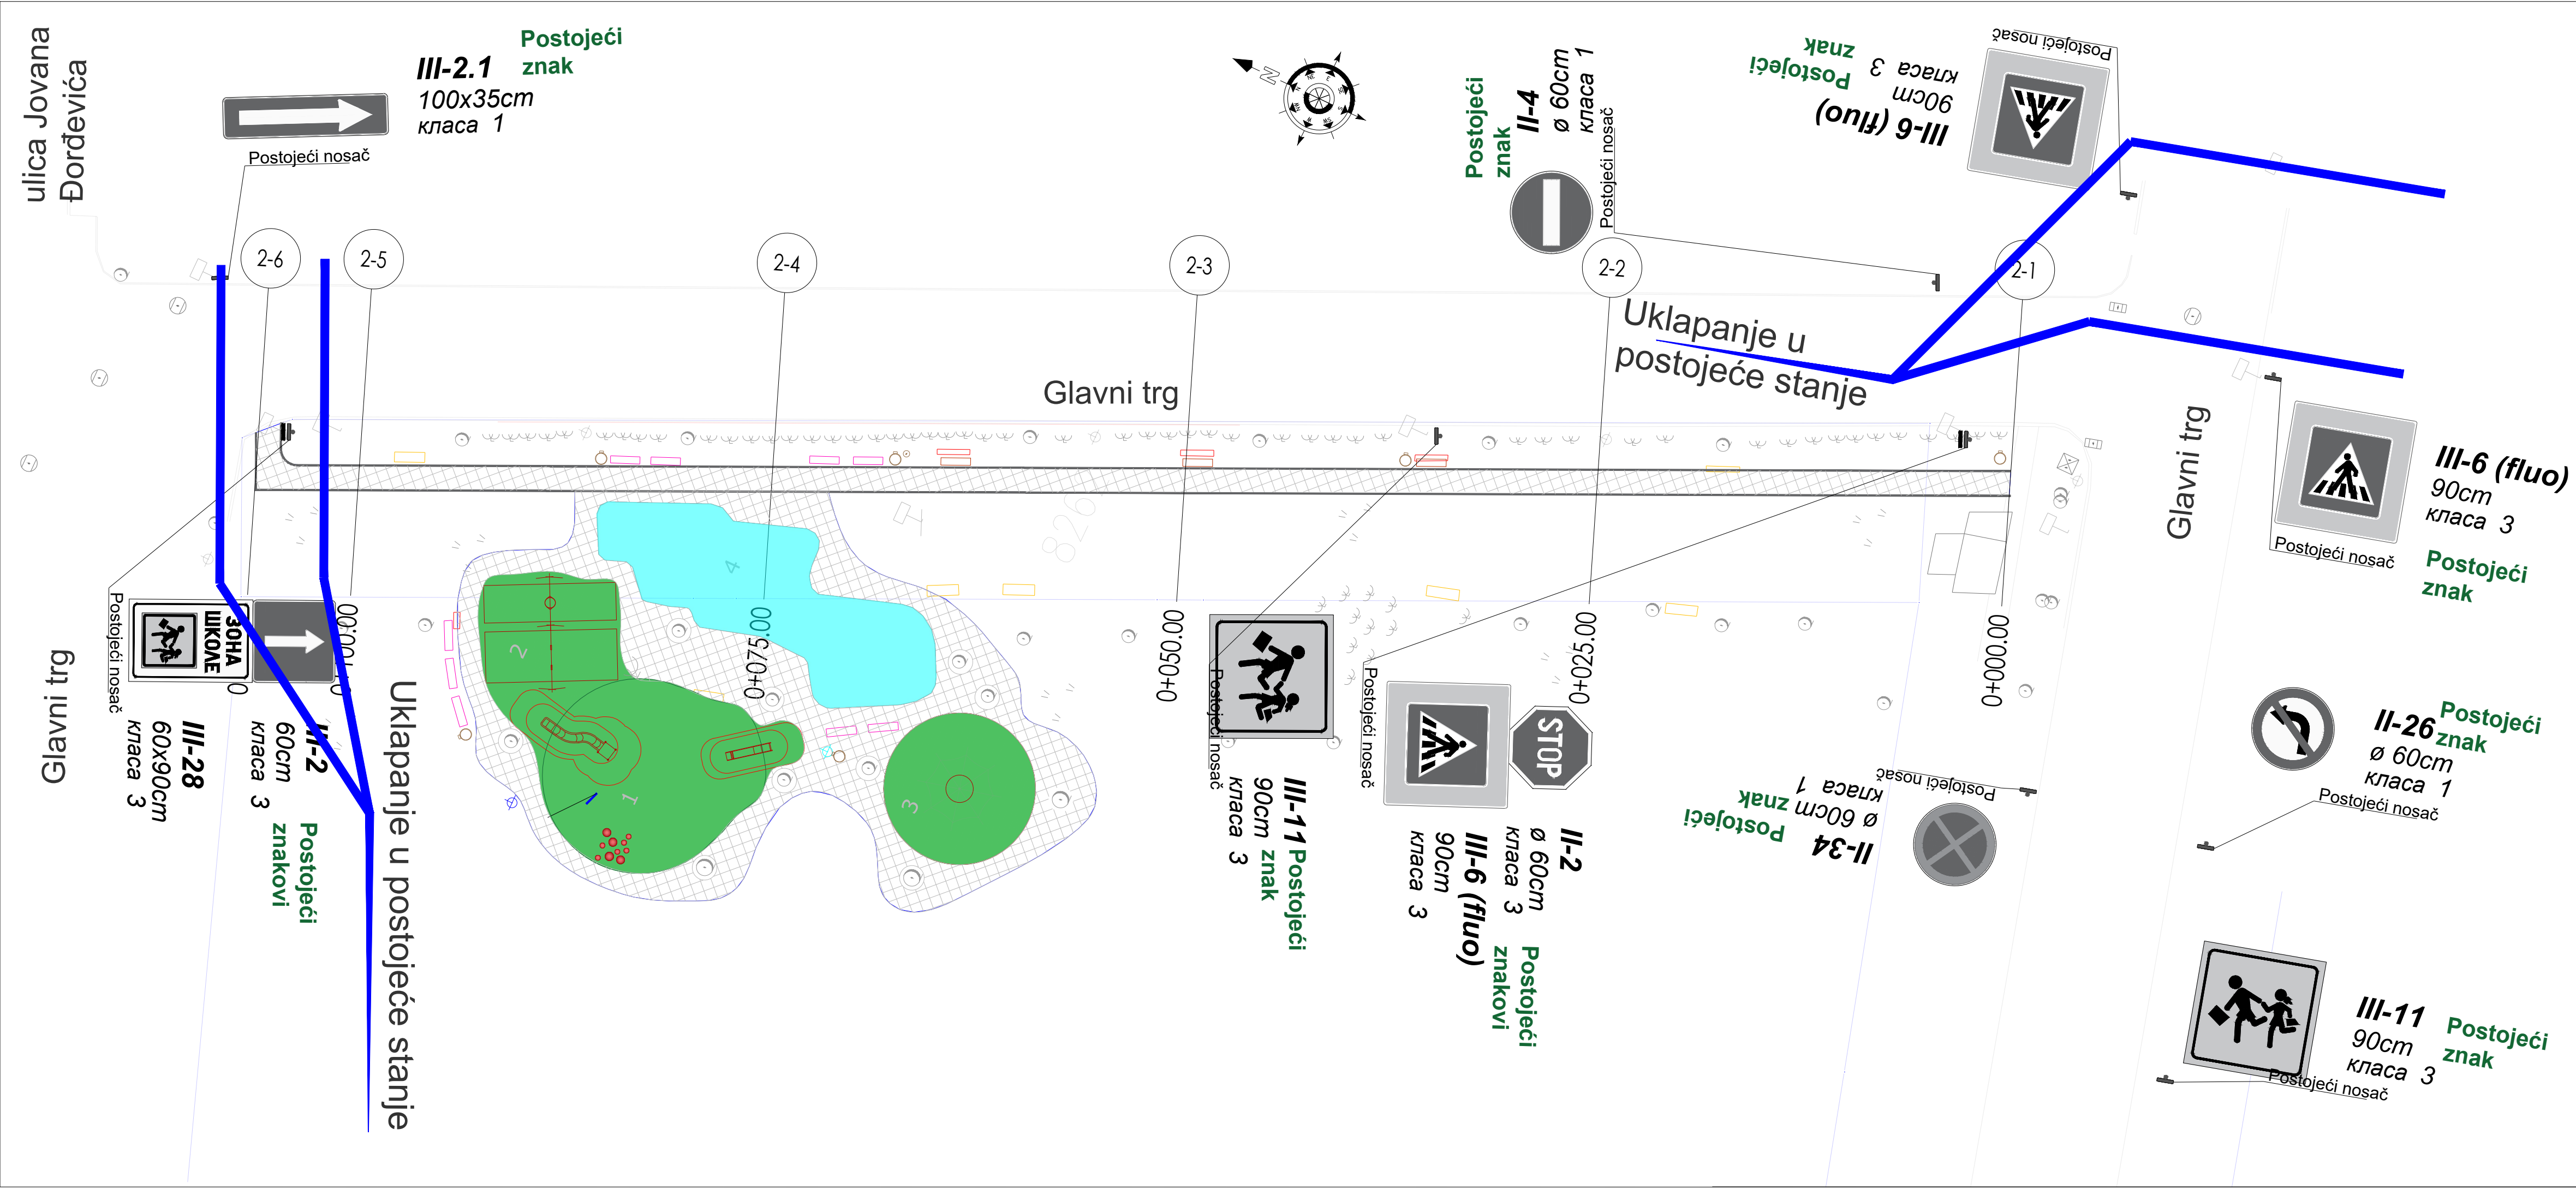 ulica Jovana
Đorđevića
III-2.1
100x35cm
класа 1
Postojeći
znak
Postojeći nosač
N
Postojeći
znak
II-4
ø 60cm
класа 1
Postojeći nosač
Postojeći nosač
III-6 (fluo)
90cm
класа 3
Postojeći
znak
2-6
2-5
2-4
2-3
2-2
2-1
Uklapanje u
postojeće stanje
Glavni trg
Glavni trg
III-6 (fluo)
90cm
класа 3
Postojeći nosač
Postojeći
znak
826
4
2
1
3
0+075.00
0+050.00
0+025.00
0+000.00
Postojeći nosač
ЗОНА
ШКОЛЕ
Glavni trg
III-28
60x90cm
класа 3
III-2
60cm
класа 3
Postojeći
znakovi
Uklapanje u postojeće stanje
Postojeći nosač
III-11
90cm
класа 3
Postojeći
znak
Postojeći nosač
STOP
II-2
ø 60cm
класа 3
III-6 (fluo)
90cm
класа 3
Postojeći
znakovi
Postojeći nosač
II-34
ø 60cm
класа 1
Postojeći
znak
II-26
ø 60cm
класа 1
Postojeći
znak
Postojeći nosač
III-11
90cm
класа 3
Postojeći
znak
Postojeći nosač